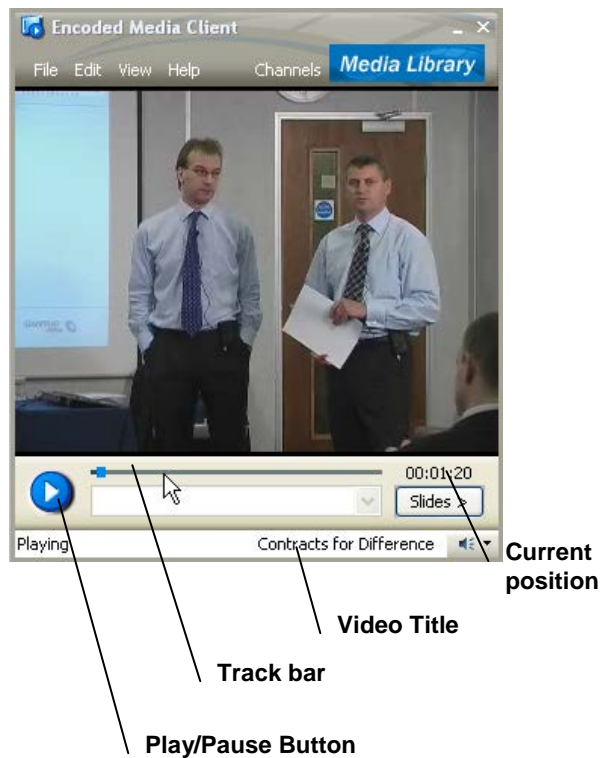 Encoded Media Client
File Edit View Help Channels Media Library
00:01:20
Slides >
Playing Contracts for Difference
Current
position
Video Title
Track bar
Play/Pause Button